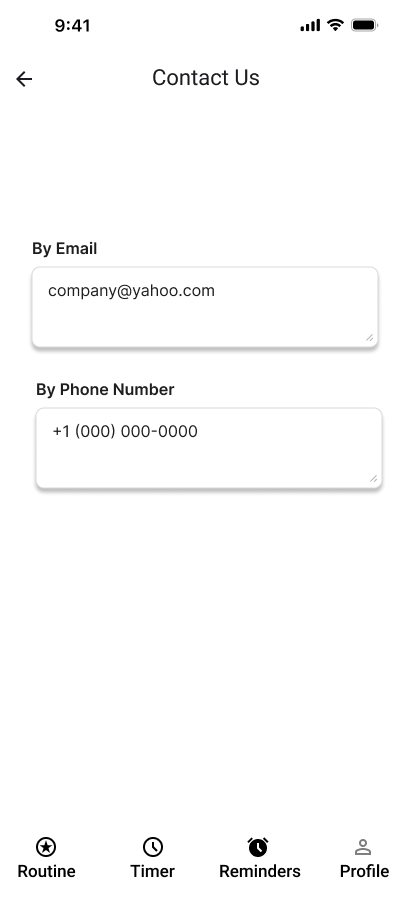 9:41
Contact Us
By Email
company@yahoo.com
By Phone Number
+1 (000) 000-0000
Routine Timer Reminders Profile